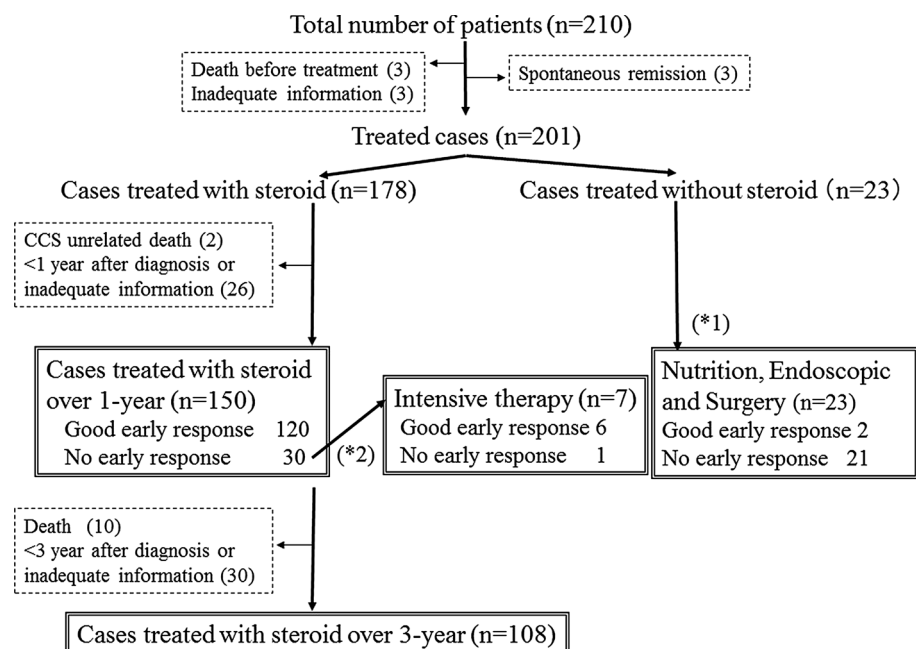 Total number of patients (n=210)
Death before treatment (3)
Inadequate information (3)
Spontaneous remission (3)
Treated cases (n=201)
Cases treated with steroid (n=178)
Cases treated without steroid (n=23)
CCS unrelated death (2)
<1 year after diagnosis or
inadequate information (26)
(*1)
Cases treated with steroid
over 1-year (n=150)
Good early response 120
No early response 30
(*2)
Intensive therapy (n=7)
Good early response 6
No early response 1
Nutrition, Endoscopic
and Surgery (n=23)
Good early response 2
No early response 21
Death (10)
<3 year after diagnosis or
inadequate information (30)
Cases treated with steroid over 3-year (n=108)